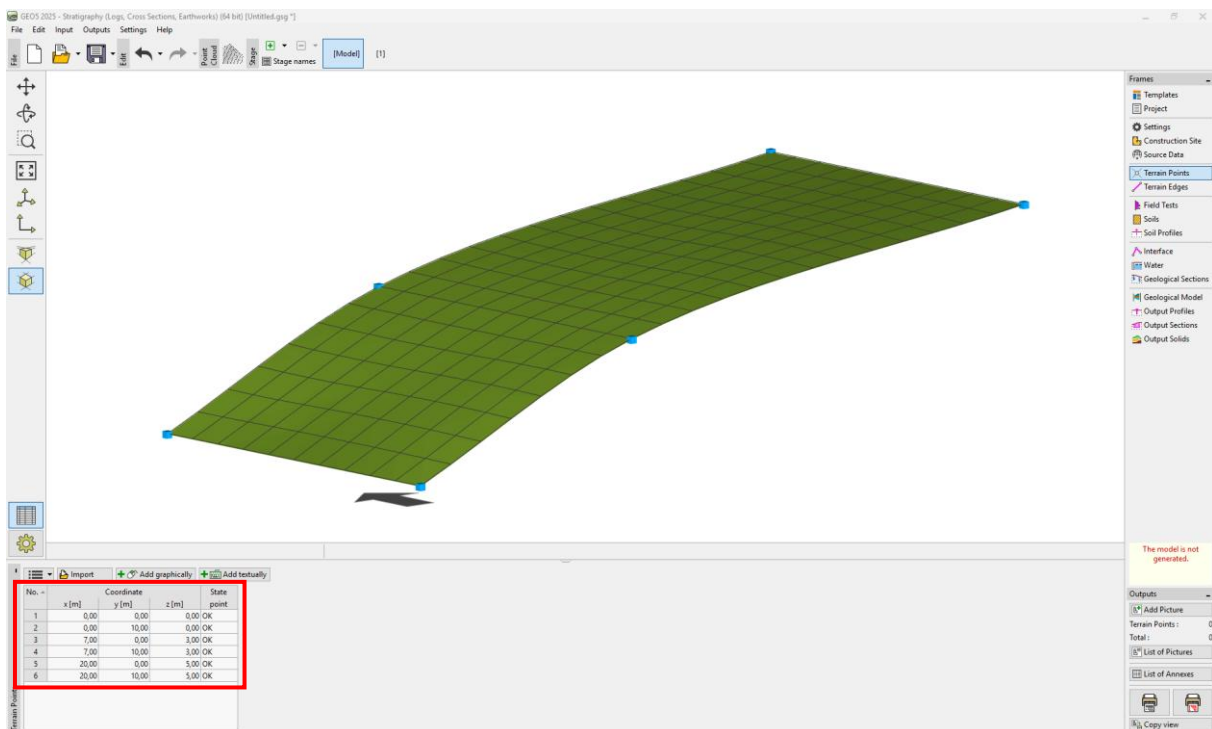 GEO5 2025 - Stratigraphy (Logs, Cross Sections, Earthworks) (64 bit) [Untitled.gsg *]
File Edit Input Outputs Settings Help
File
Edit
Point Cloud
Stage
Stage names
[Model]
[1]
Frames
Templates
Project
Settings
Construction Site
Source Data
Terrain Points
Terrain Edges
Field Tests
Soils
Soil Profiles
Interface
Water
Geological Sections
Geological Model
Output Profiles
Output Sections
Output Solids
The model is not
generated.
Import Add graphically Add textually
No. Coordinate State
x [m] y [m] z [m] point
1 0,00 0,00 0,00 OK
2 0,00 10,00 0,00 OK
3 7,00 0,00 3,00 OK
4 7,00 10,00 3,00 OK
5 20,00 0,00 5,00 OK
6 20,00 10,00 5,00 OK
Terrain Points
Outputs
Add Picture
Terrain Points : 0
Total : 0
List of Pictures
List of Annexes
Copy view